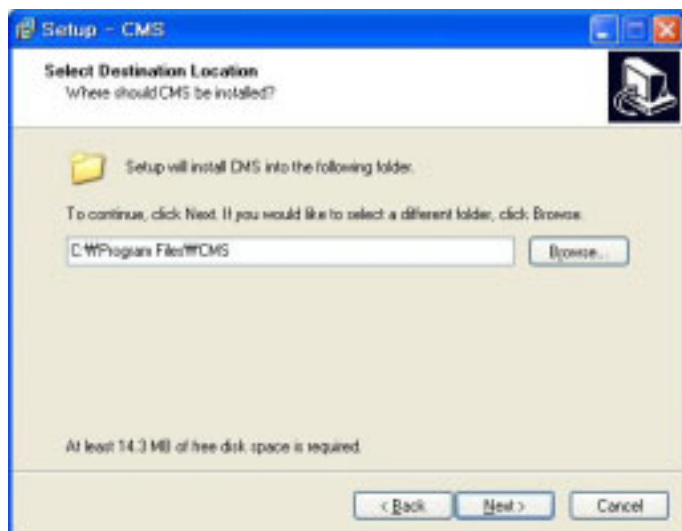 Setup - CMS
Select Destination Location
Where should CMS be installed?
Setup will install CMS into the following folder.
To continue, click Next. If you would like to select a different folder, click Browse.
C:₩Program Files₩CMS
Browse...
At least 14.3 MB of free disk space is required.
< Back
Next >
Cancel